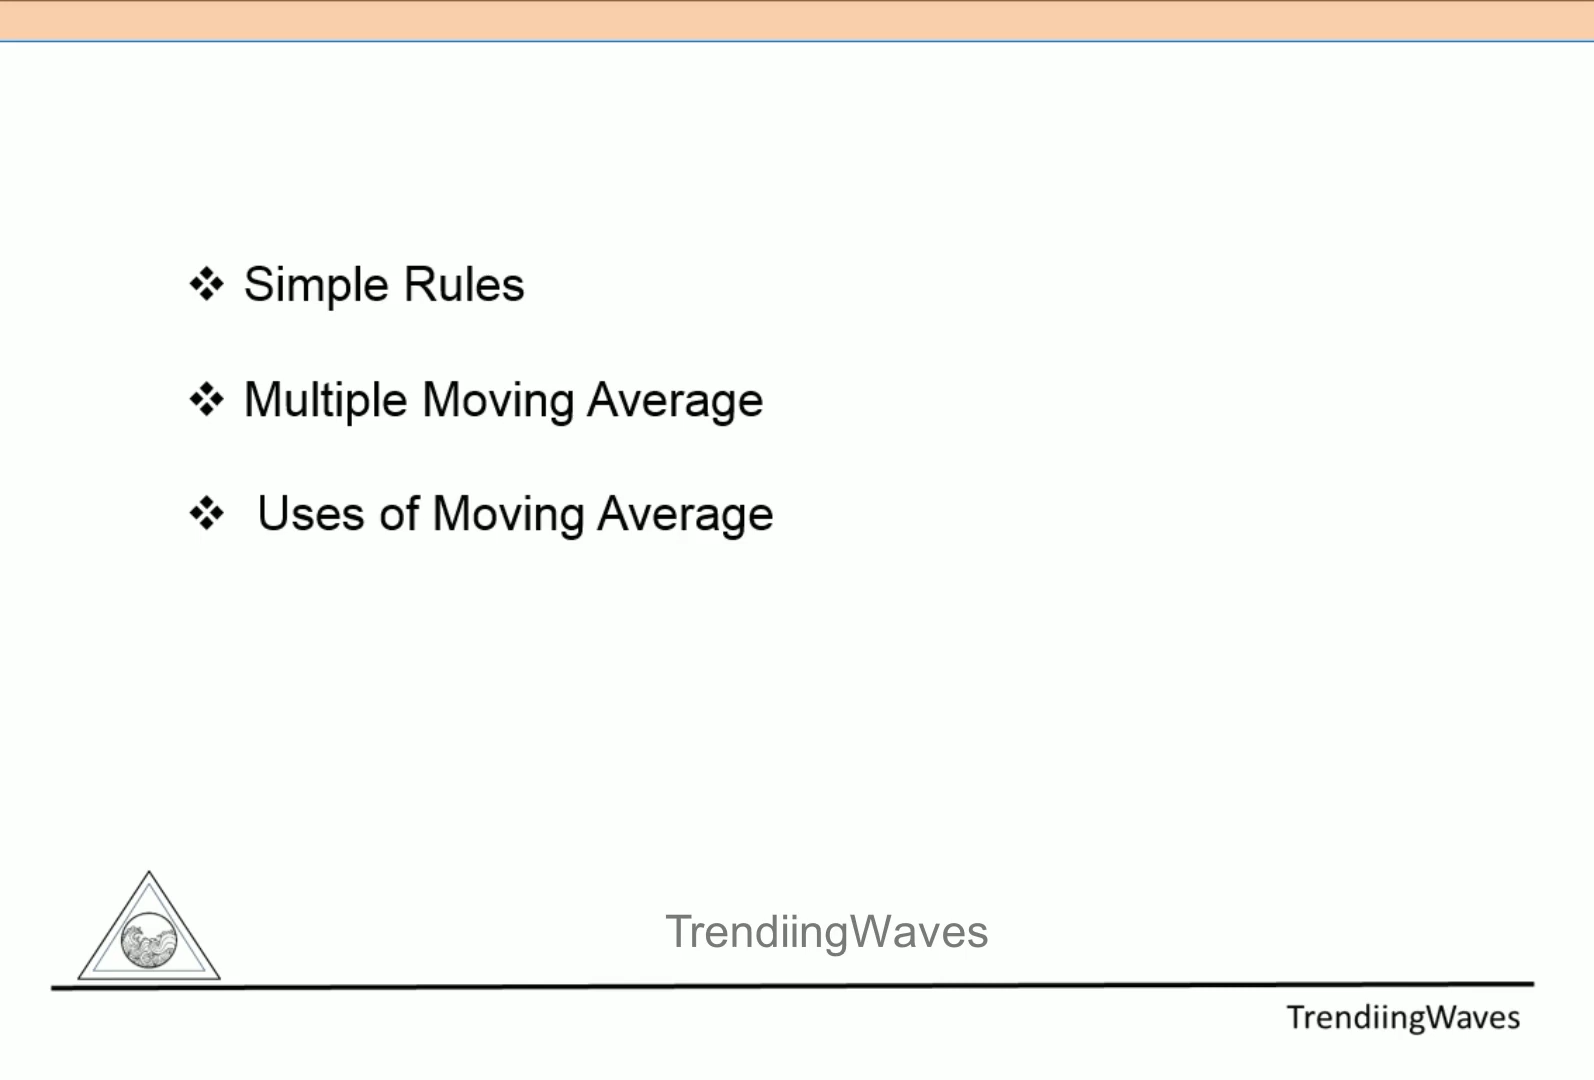 ❖ Simple Rules
❖ Multiple Moving Average
❖ Uses of Moving Average
TrendiingWaves
TrendiingWaves